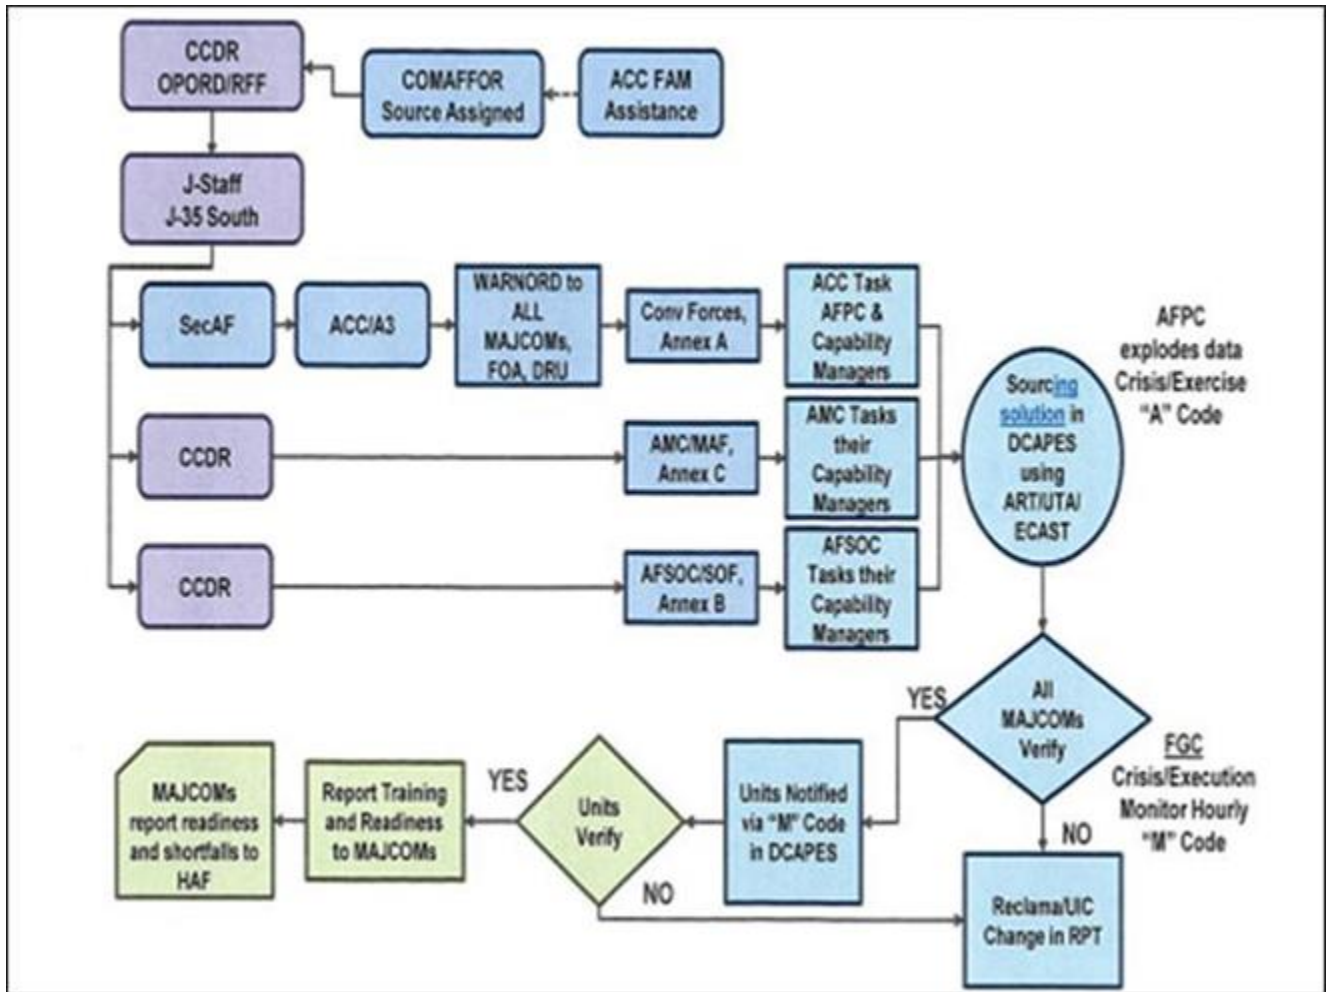 CCDR
OPORD/RFF
COMAFFOR
Source Assigned
ACC FAM
Assistance
J-Staff
J-35 South
SecAF
ACC/A3
WARNORD to
ALL
MAJCOMs,
FOA, DRU
Conv Forces,
Annex A
ACC Task
AFPC &
Capability
Managers
AFPC
explodes data
Crisis/Exercise
“A” Code
Sourcing
solution in
DCAPES
using
ART/UTA/
ECAST
CCDR
AMC/MAF,
Annex C
AMC Tasks
their
Capability
Managers
CCDR
AFSOC/SOF,
Annex B
AFSOC
Tasks their
Capability
Managers
All
MAJCOMs
Verify
YES
NO
FGC
Crisis/Execution
Monitor Hourly
“M” Code
Units Notified
via “M” Code
in DCAPES
Units
Verify
YES
NO
Report Training
and Readiness
to MAJCOMs
MAJCOMs
report readiness
and shortfalls to
HAF
Reclama/UIC
Change in RPT